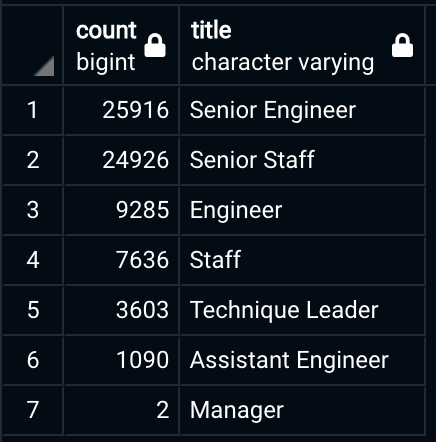 count title
bigint character varying
1 25916 Senior Engineer
2 24926 Senior Staff
3 9285 Engineer
4 7636 Staff
5 3603 Technique Leader
6 1090 Assistant Engineer
7 2 Manager